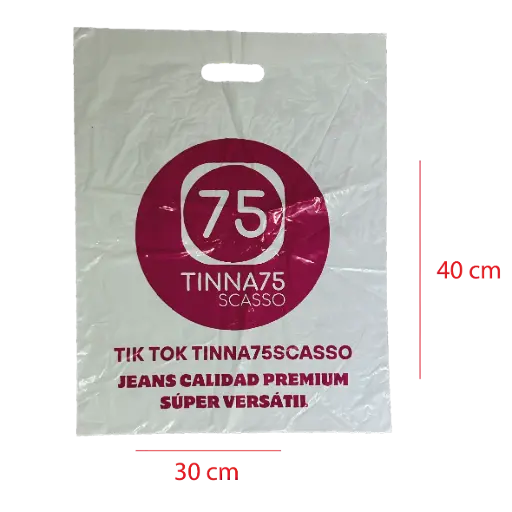 75
TINNA75
SCASSO
TIK TOK TINNA75SCASSO
JEANS CALIDAD PREMIUM
SÚPER VERSÁTIL
40 cm
30 cm